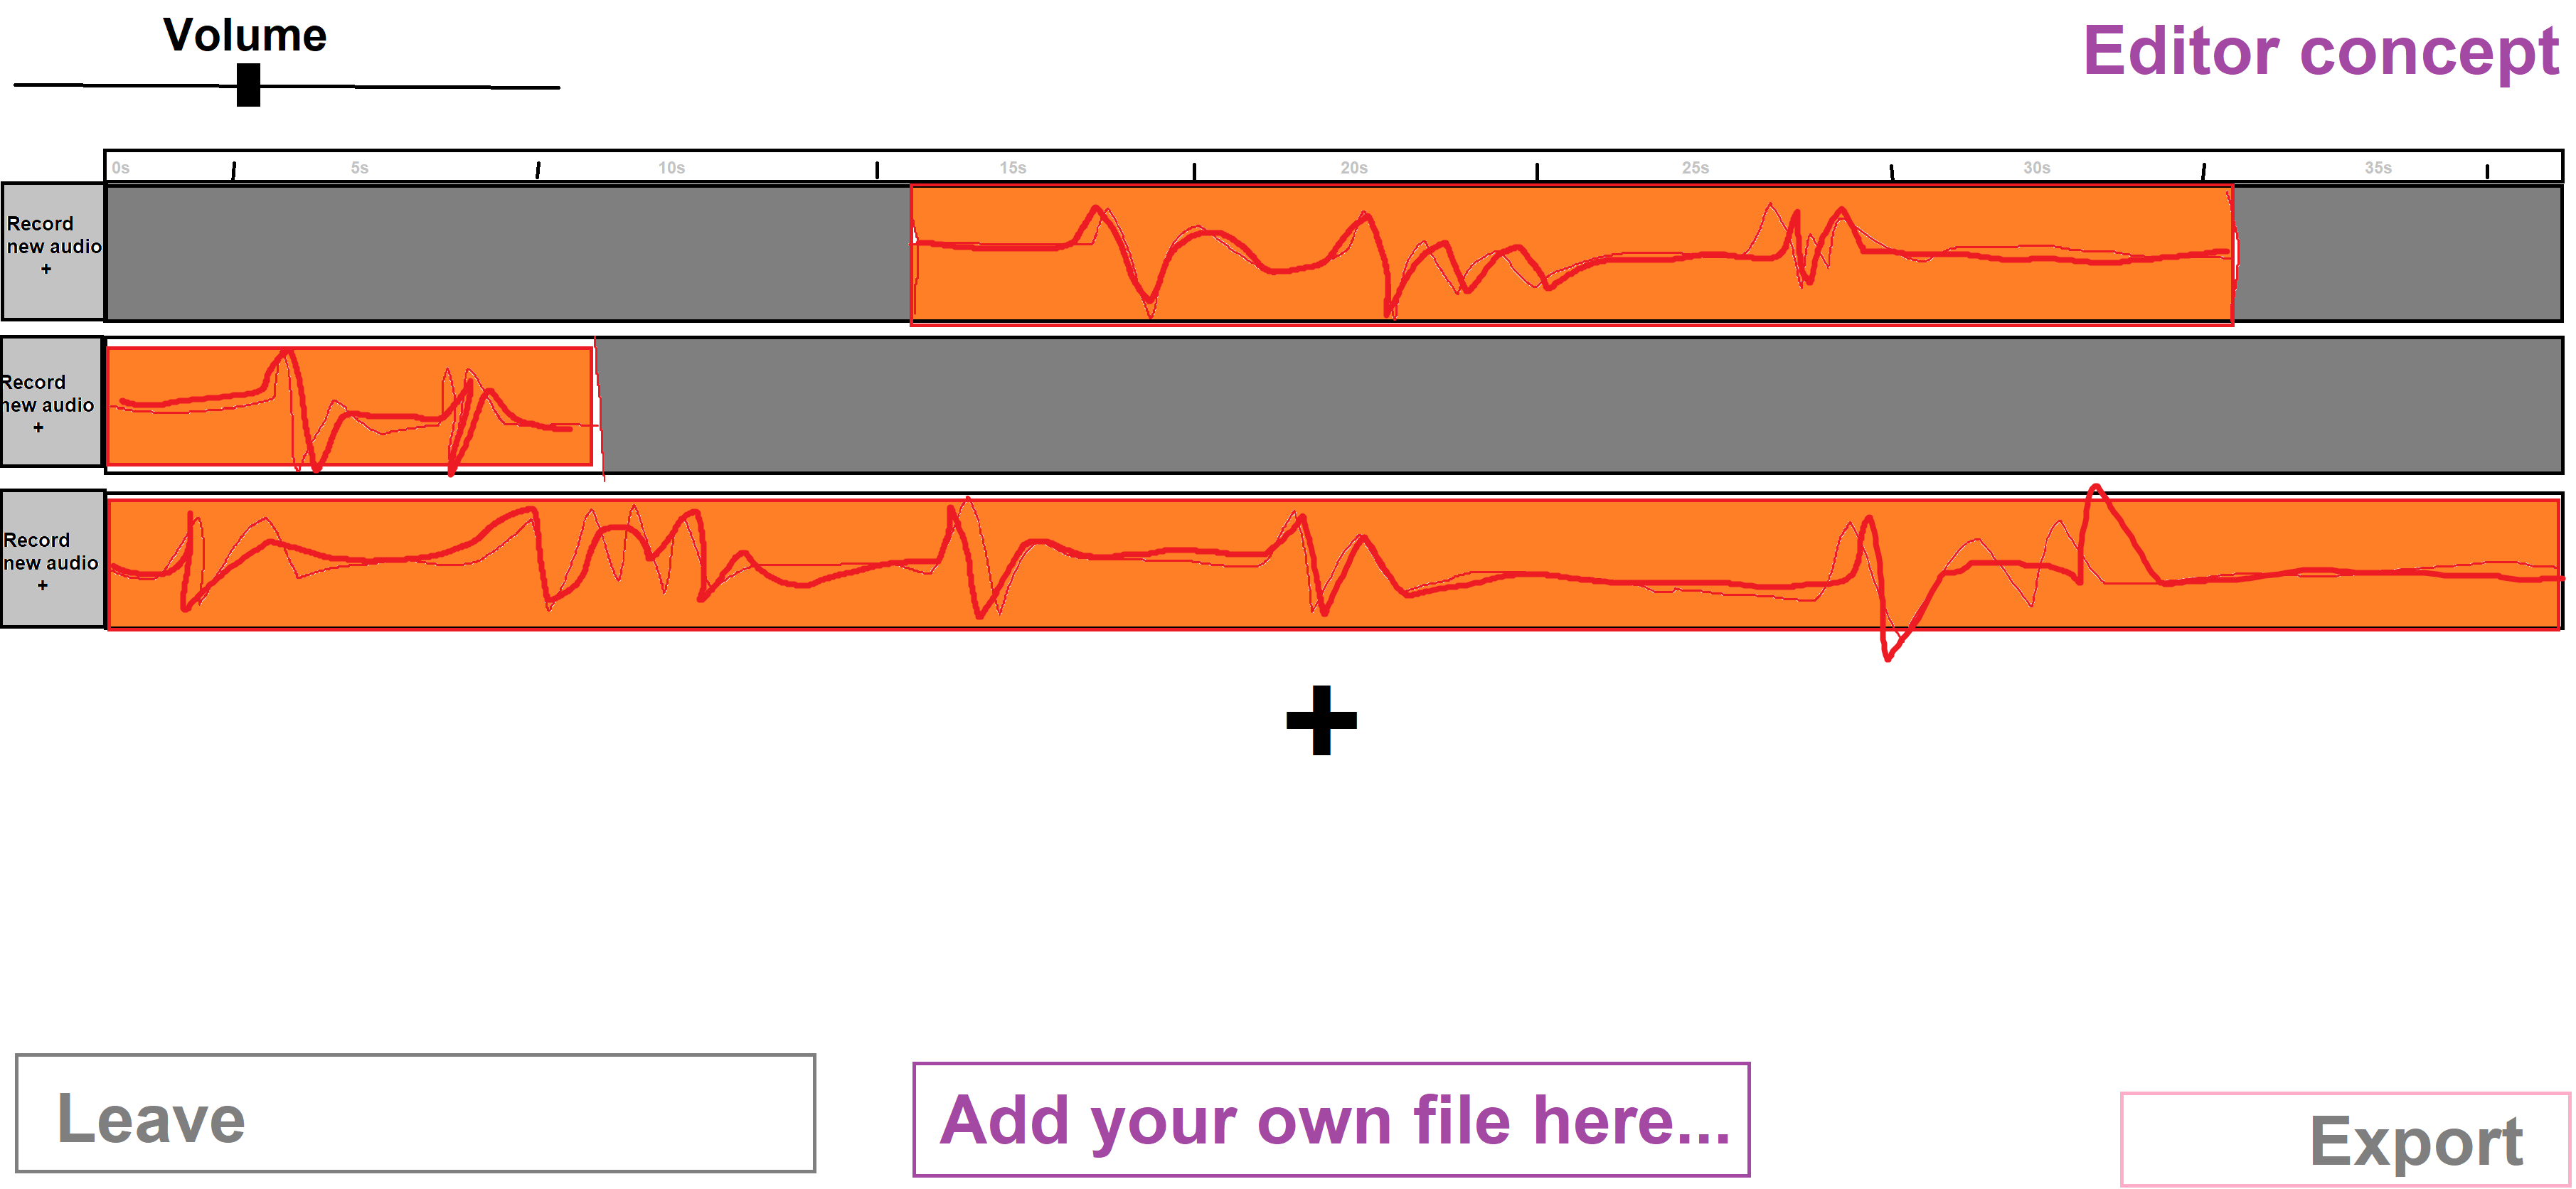 Volume
Editor concept
0s 5s 10s 15s 20s 25s 30s 35s
Record
new audio
+
Record
new audio
+
Record
new audio
+
+
Leave
Add your own file here...
Export